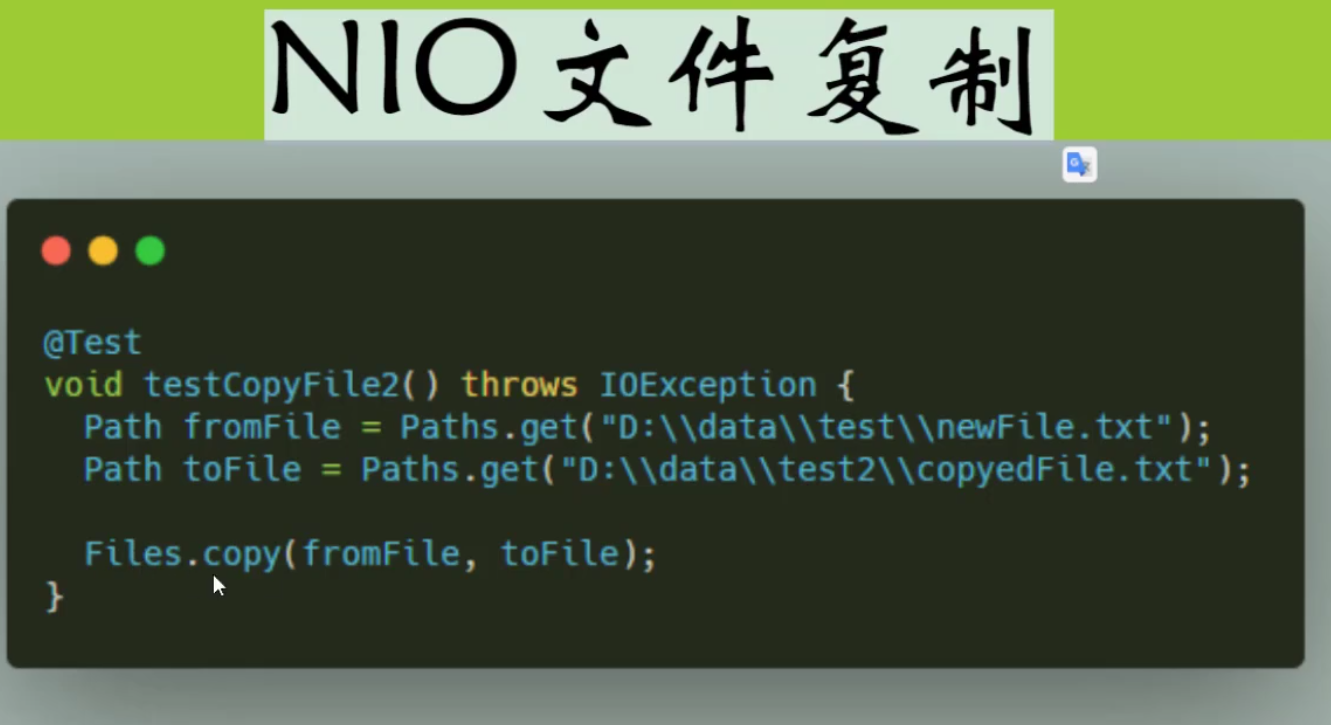 NIO文件复制
@Test
void testCopyFile2() throws IOException {
  Path fromFile = Paths.get("D:\\data\\test\\newFile.txt");
  Path toFile = Paths.get("D:\\data\\test2\\copyedFile.txt");
  Files.copy(fromFile, toFile);
}